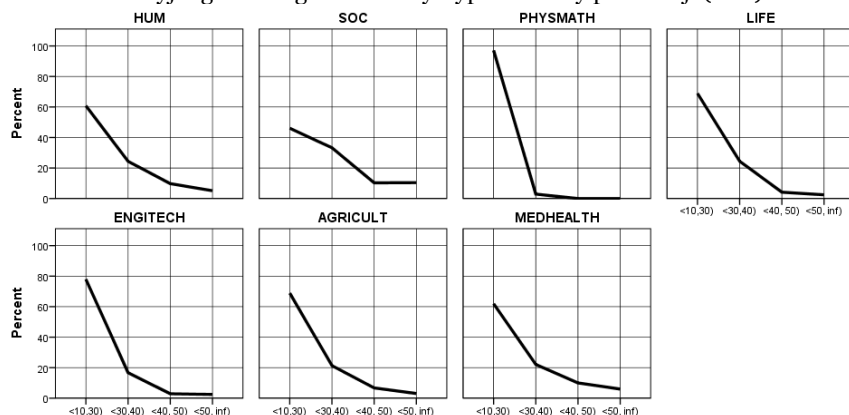 HUM SOC PHYSMATH LIFE
100
80
60
40
20
0
Percent
<10,30) <30,40) <40, 50) <50, inf)
ENGITECH AGRICULT MEDHEALTH
100
80
60
40
20
0
Percent
<10,30) <30,40) <40, 50) <50, inf) <10,30) <30,40) <40, 50) <50, inf) <10,30) <30,40) <40, 50) <50, inf)